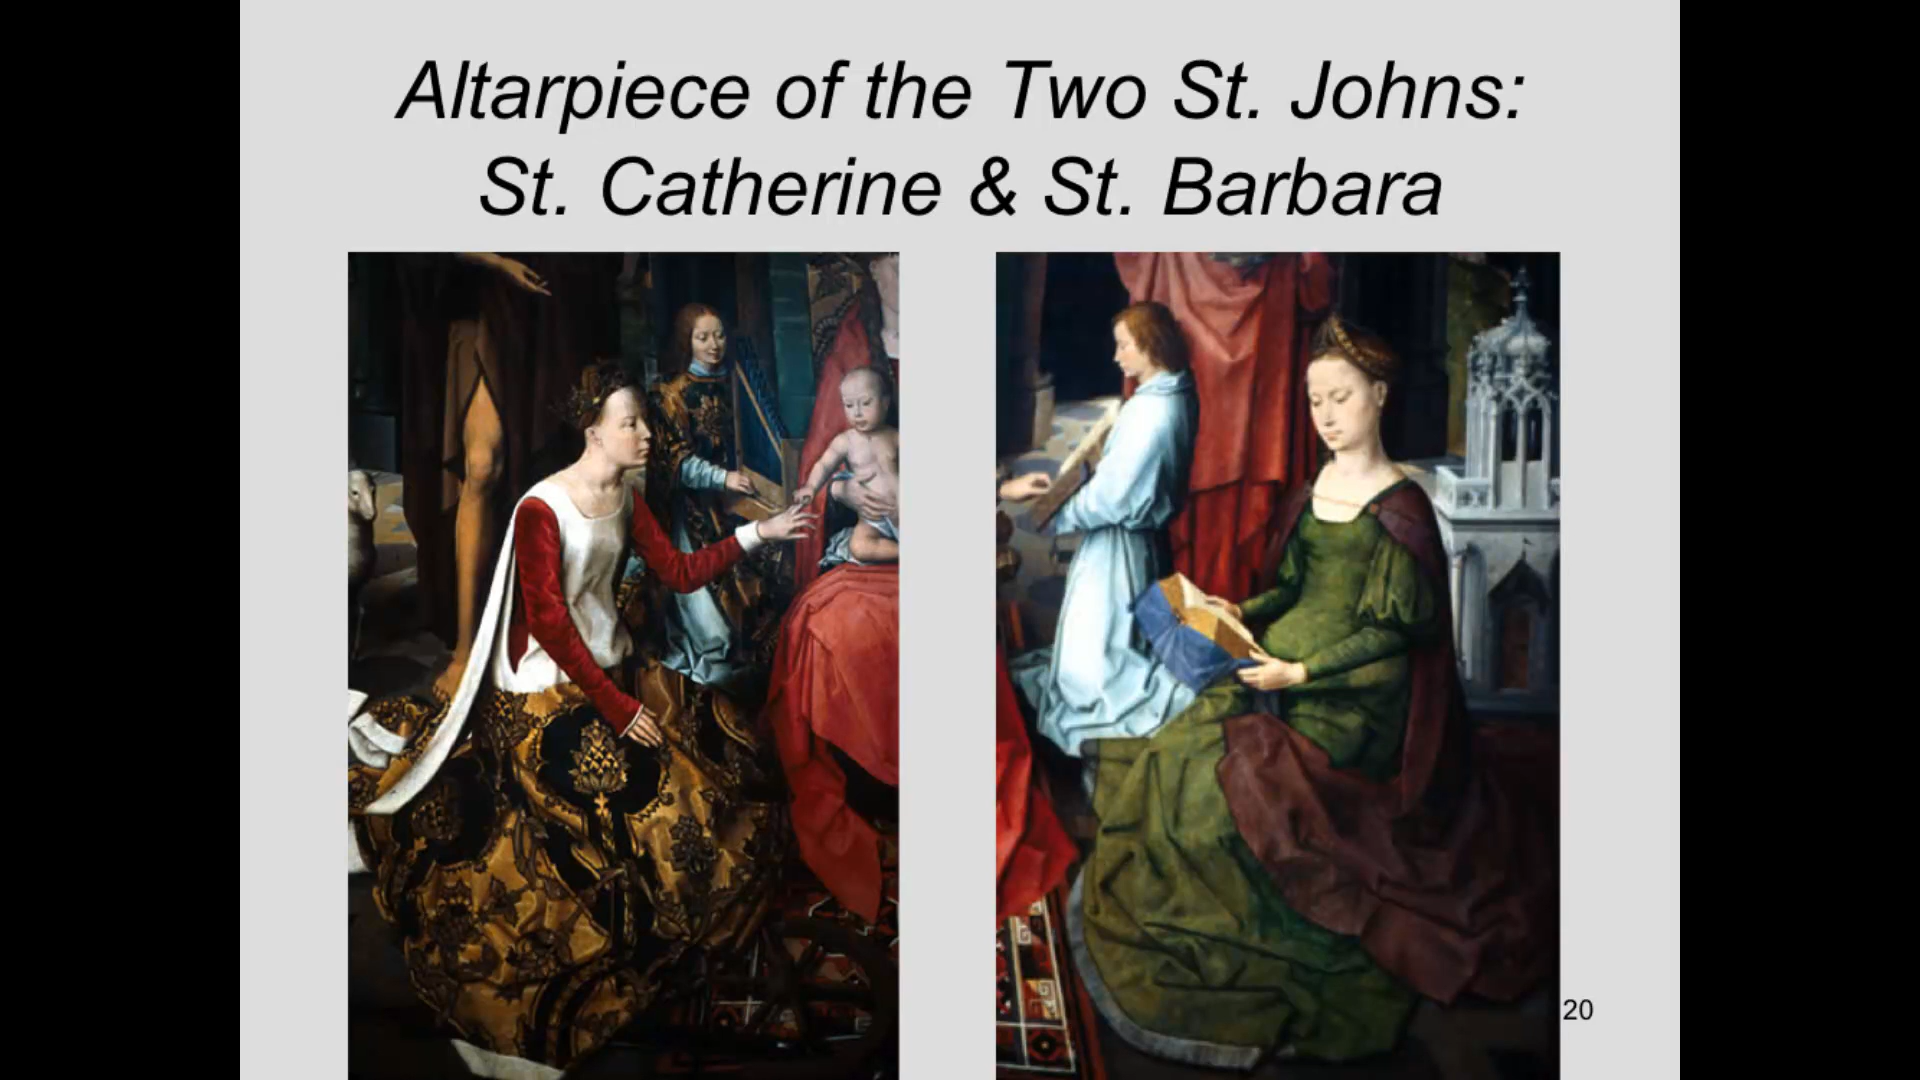 Altarpiece of the Two St. Johns:
St. Catherine & St. Barbara
20